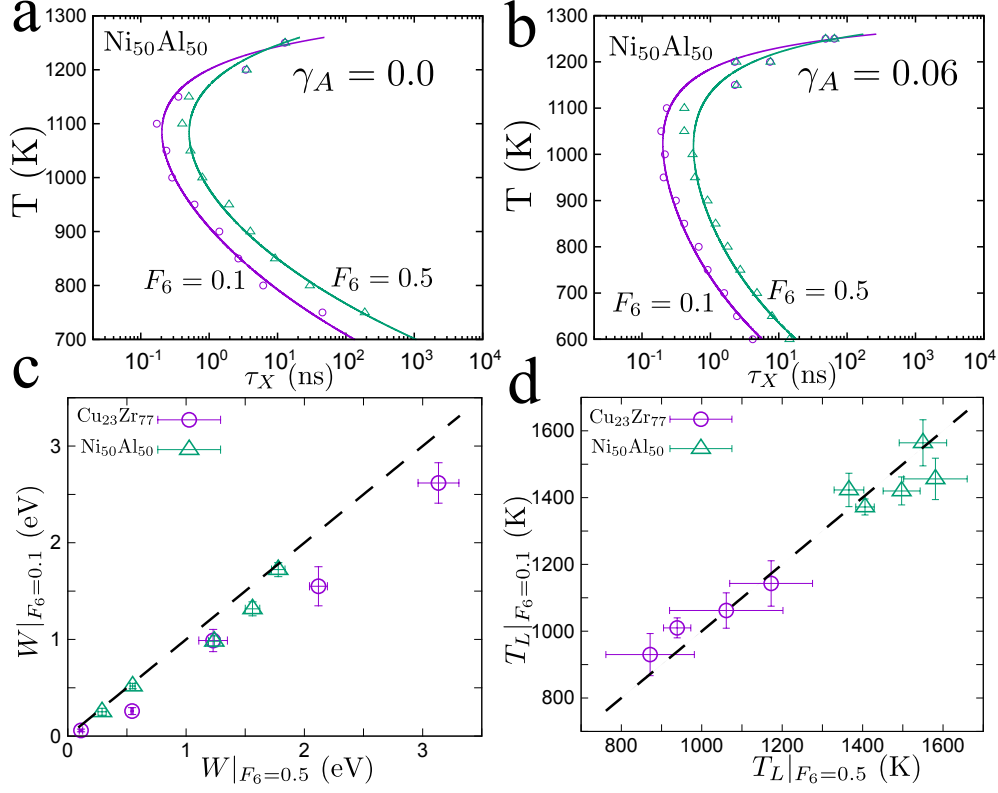 a
Ni50Al50
γA = 0.0
T (K)
1300
1200
1100
1000
900
800
700
F6 = 0.1
F6 = 0.5
10^-1 10^0 10^1 10^2 10^3 10^4
τX (ns)
b
Ni50Al50
γA = 0.06
T (K)
1300
1200
1100
1000
900
800
700
600
F6 = 0.1
F6 = 0.5
10^-1 10^0 10^1 10^2 10^3 10^4
τX (ns)
c
Cu23Zr77
Ni50Al50
W|F6=0.1 (eV)
3
2
1
0
0 1 2 3
W|F6=0.5 (eV)
d
Cu23Zr77
Ni50Al50
TL|F6=0.1 (K)
1600
1400
1200
1000
800
800 1000 1200 1400 1600
TL|F6=0.5 (K)